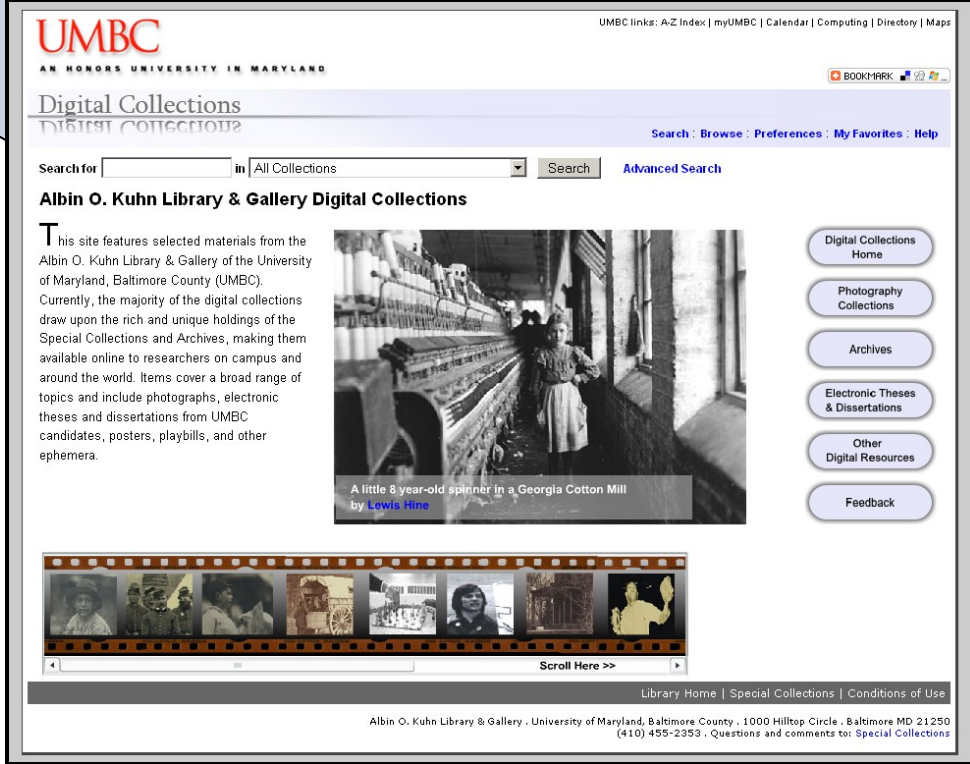 UMBC
AN HONORS UNIVERSITY IN MARYLAND
UMBC links: A-Z Index | myUMBC | Calendar | Computing | Directory | Maps
BOOKMARK
Digital Collections
Search : Browse : Preferences : My Favorites : Help
Search for in All Collections Search Advanced Search
Albin O. Kuhn Library & Gallery Digital Collections
This site features selected materials from the
Albin O. Kuhn Library & Gallery of the University
of Maryland, Baltimore County (UMBC).
Currently, the majority of the digital collections
draw upon the rich and unique holdings of the
Special Collections and Archives, making them
available online to researchers on campus and
around the world. Items cover a broad range of
topics and include photographs, electronic
theses and dissertations from UMBC
candidates, posters, playbills, and other
ephemera.
A little 8 year-old spinner in a Georgia Cotton Mill
by Lewis Hine
Digital Collections
Home
Photography
Collections
Archives
Electronic Theses
& Dissertations
Other
Digital Resources
Feedback
Scroll Here >>
Library Home | Special Collections | Conditions of Use
Albin O. Kuhn Library & Gallery . University of Maryland, Baltimore County . 1000 Hilltop Circle . Baltimore MD 21250
(410) 455-2353 . Questions and comments to: Special Collections